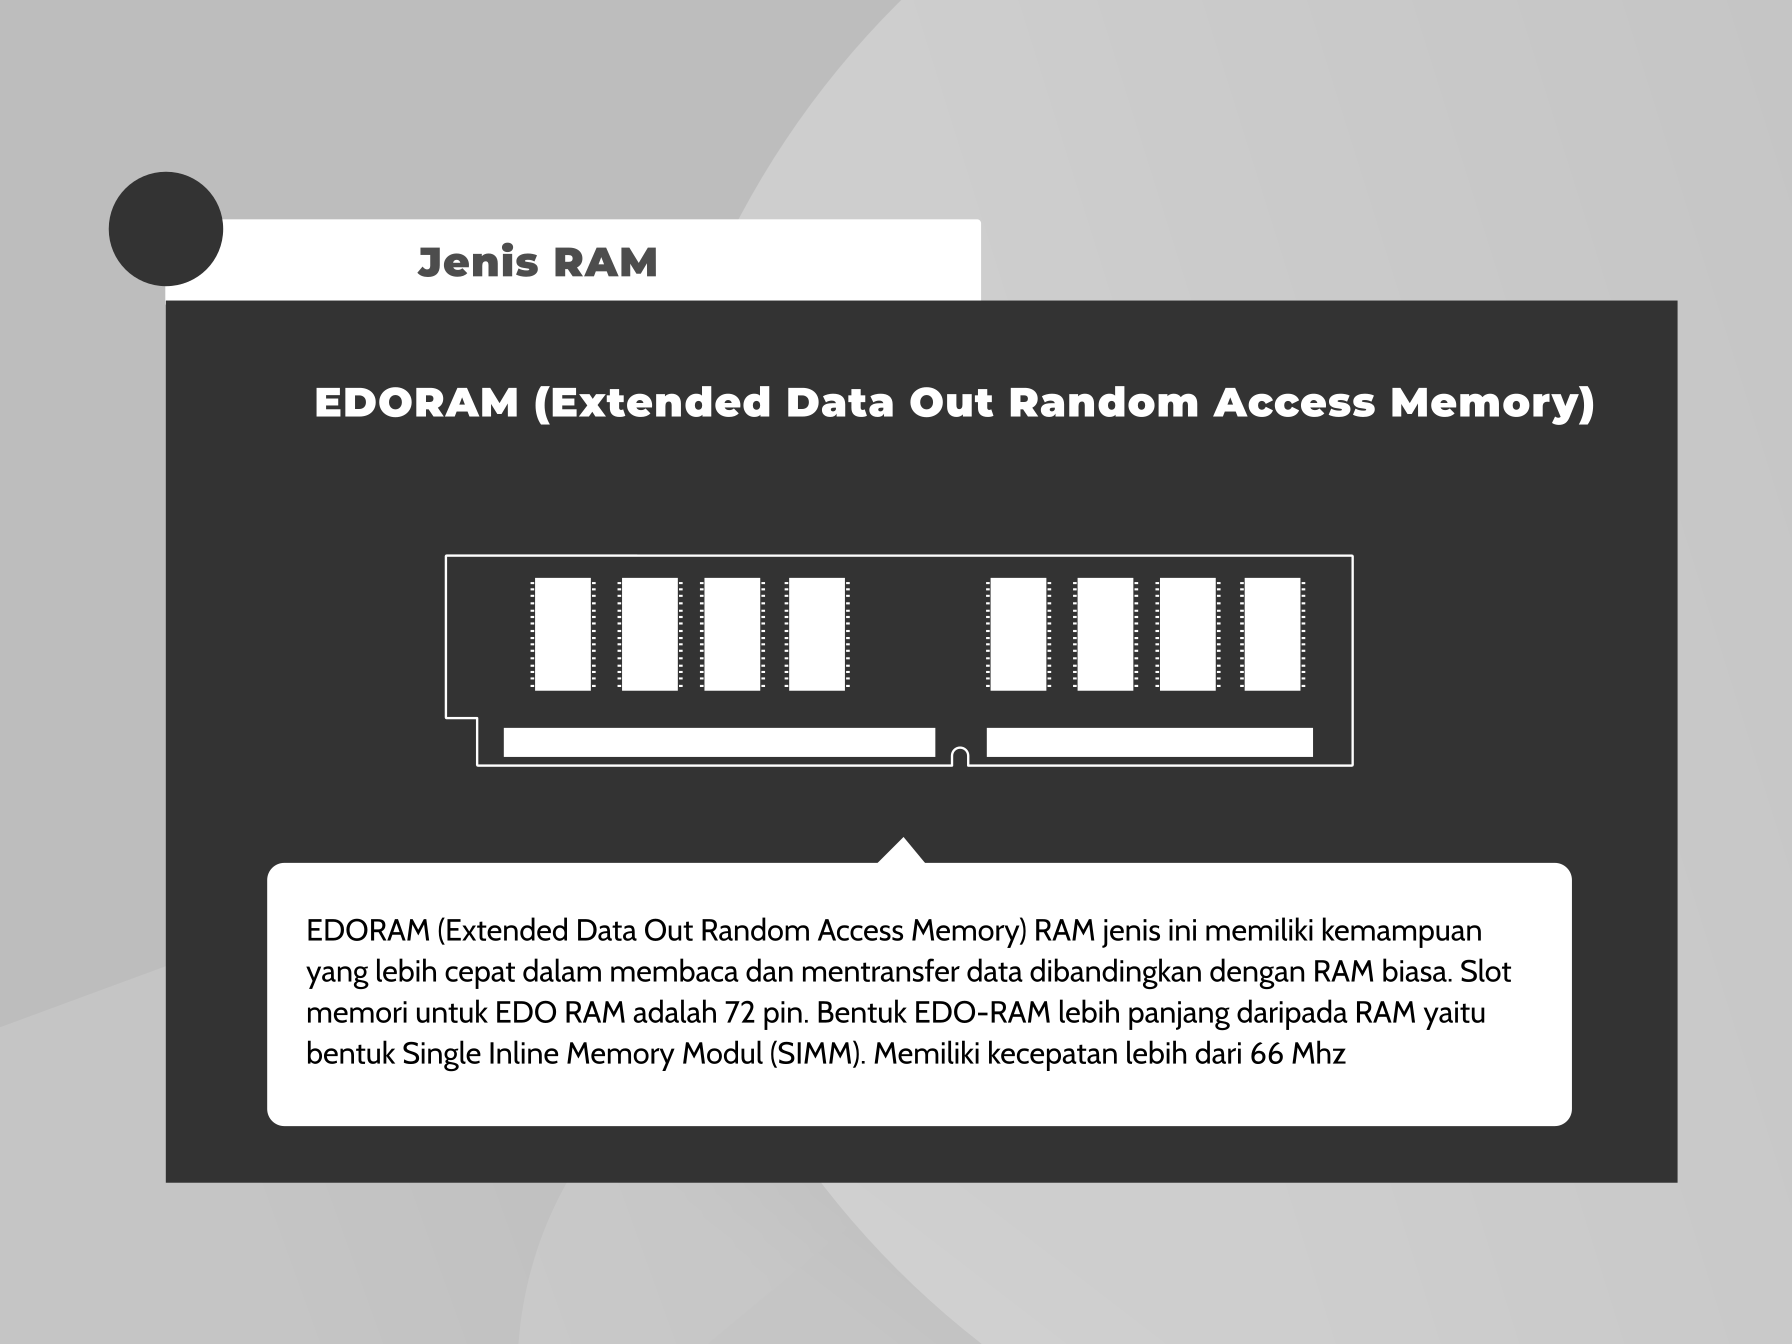 Jenis RAM
EDORAM (Extended Data Out Random Access Memory)
EDORAM (Extended Data Out Random Access Memory) RAM jenis ini memiliki kemampuan
yang lebih cepat dalam membaca dan mentransfer data dibandingkan dengan RAM biasa. Slot
memori untuk EDO RAM adalah 72 pin. Bentuk EDO-RAM lebih panjang daripada RAM yaitu
bentuk Single Inline Memory Modul (SIMM). Memiliki kecepatan lebih dari 66 Mhz